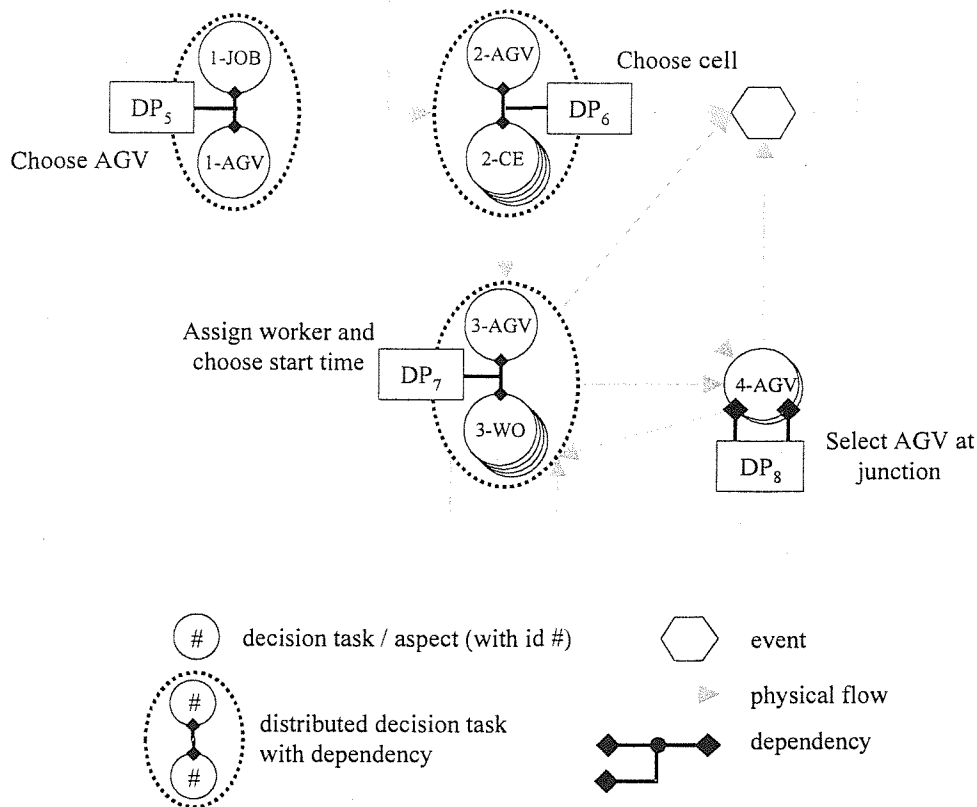 1-JOB
DP5
1-AGV
Choose AGV
2-AGV
Choose cell
DP6
2-CE
Assign worker and
choose start time
3-AGV
DP7
3-WO
4-AGV
DP8
Select AGV at
junction
# decision task / aspect (with id #)
event
#
#
distributed decision task
with dependency
physical flow
dependency